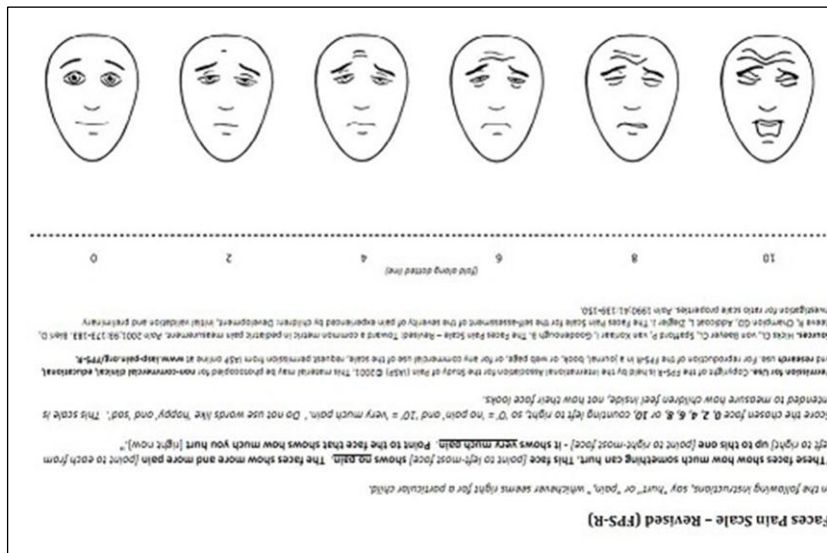 Faces Pain Scale – Revised (FPS-R)
n the following instructions, say "hurt" or "pain," whichever seems right for a particular child.
"These faces show how much something can hurt. This face [point to left-most face] shows no pain. The faces show more and more pain [point to each from
left to right] up to this one [point to right-most face] - it shows very much pain. Point to the face that shows how much you hurt [right now]."
Score the chosen face 0, 2, 4, 6, 8, or 10, counting left to right, so '0' = 'no pain' and '10' = 'very much pain.' Do not use words like 'happy' and 'sad'. This scale is
intended to measure how children feel inside, not how their face looks.
Permission for Use. Copyright of the FPS-R is held by the International Association for the Study of Pain (IASP) ©2001. This material may be photocopied for non-commercial clinical, educational,
and research use. For reproduction of the FPS-R in a journal, book, or web page, or for any commercial use of the scale, request permission from IASP online at www.iasp-pain.org/FPS-R.
Sources. Hicks CL, von Baeyer CL, Spafford P, van Korlaar I, Goodenough B. The Faces Pain Scale – Revised: Toward a common metric in pediatric pain measurement. Pain 2001;93:173-183. Bieri D,
Reeve R, Champion GD, Addicoat L, Ziegler J. The Faces Pain Scale for the self-assessment of the severity of pain experienced by children: Development, initial validation and preliminary
investigation for ratio scale properties. Pain 1990;41:139-150.
(fold along dotted line)
10 8 6 4 2 0